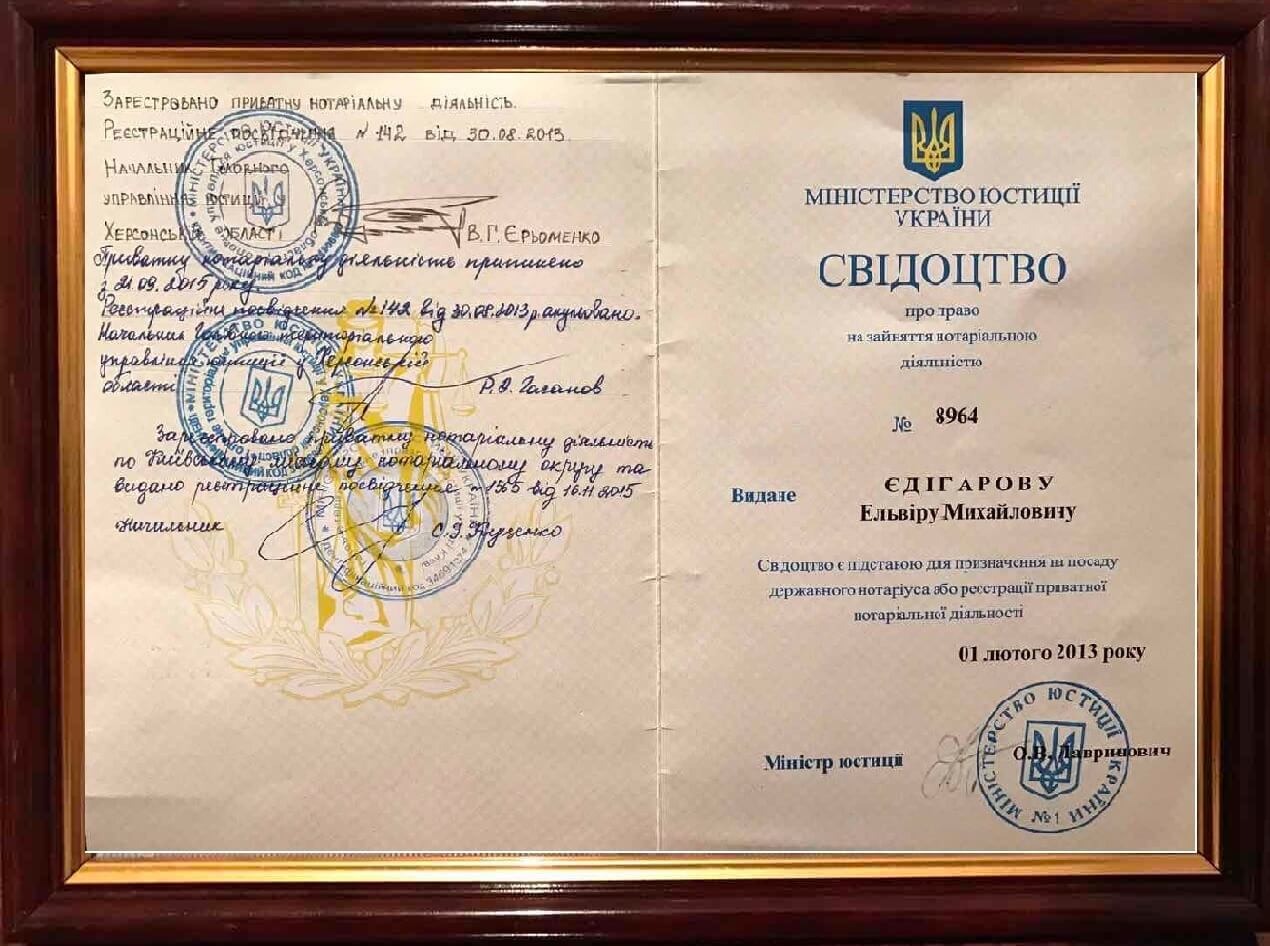 ЗАРЕЄСТРОВАНО ПРИВАТНУ НОТАРІАЛЬНУ ДІЯЛЬНІСТЬ.
РЕЄСТРАЦІЙНЕ ПОСВІДЧЕННЯ № 142 ВІД 30.08.2013.
НАЧАЛЬНИК ГОЛОВНОГО
УПРАВЛІННЯ ЮСТИЦІЇ У
ХЕРСОНСЬКІЙ ОБЛАСТІ В.Г. ЄРЬОМЕНКО
Приватну нотаріальну діяльність припинено
з 21.09.2015 року.
Реєстраційне посвідчення № 142 від 30.08.2013 р анульовано.
Начальник Головного територіального
управління юстиції у Херсонській
області
Зареєстровано приватну нотаріальну діяльність
по Київському міському нотаріальному округу та
видано реєстраційне посвідчення від 16.11.2015
Начальник
МІНІСТЕРСТВО ЮСТИЦІЇ
УКРАЇНИ
СВІДОЦТВО
про право
на зайняття нотаріальною
діяльністю
№ 8964
Видане ЄДІГАРОВУ
Ельвіру Михайловичу
Свідоцтво є підставою для призначення на посаду
державного нотаріуса або реєстрації приватної
нотаріальної діяльності
01 лютого 2013 року
Міністр юстиції О.В. Лавринович
МІНІСТЕРСТВО ЮСТИЦІЇ УКРАЇНИ №1